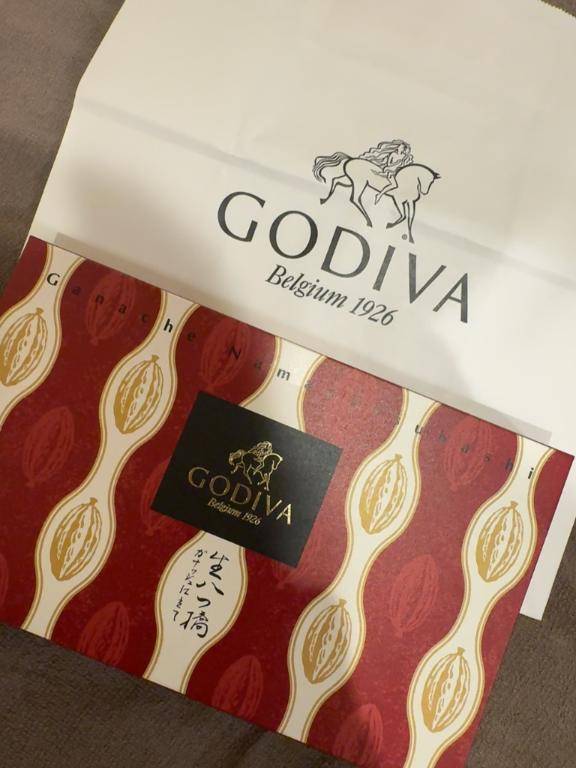 GODIVA
Belgium 1926
Ganache Namayatsuhashi
GODIVA
Belgium 1926
生八つ橋
ガナッシュ仕立て